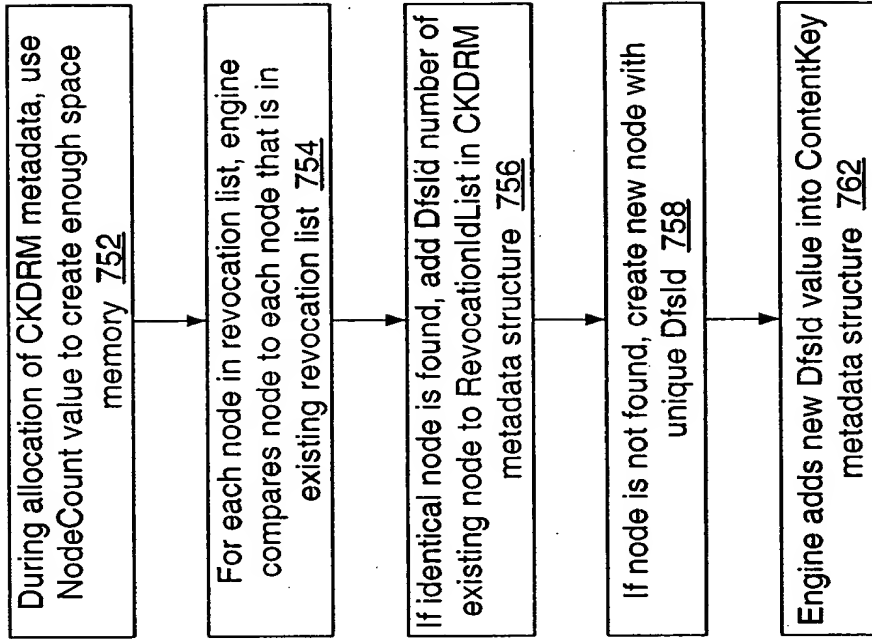 During allocation of CKDRM metadata, use
NodeCount value to create enough space
memory 752
For each node in revocation list, engine
compares node to each node that is in
existing revocation list 754
If identical node is found, add DfsId number of
existing node to RevocationIdList in CKDRM
metadata structure 756
If node is not found, create new node with
unique DfsId 758
Engine adds new DfsId value into ContentKey
metadata structure 762